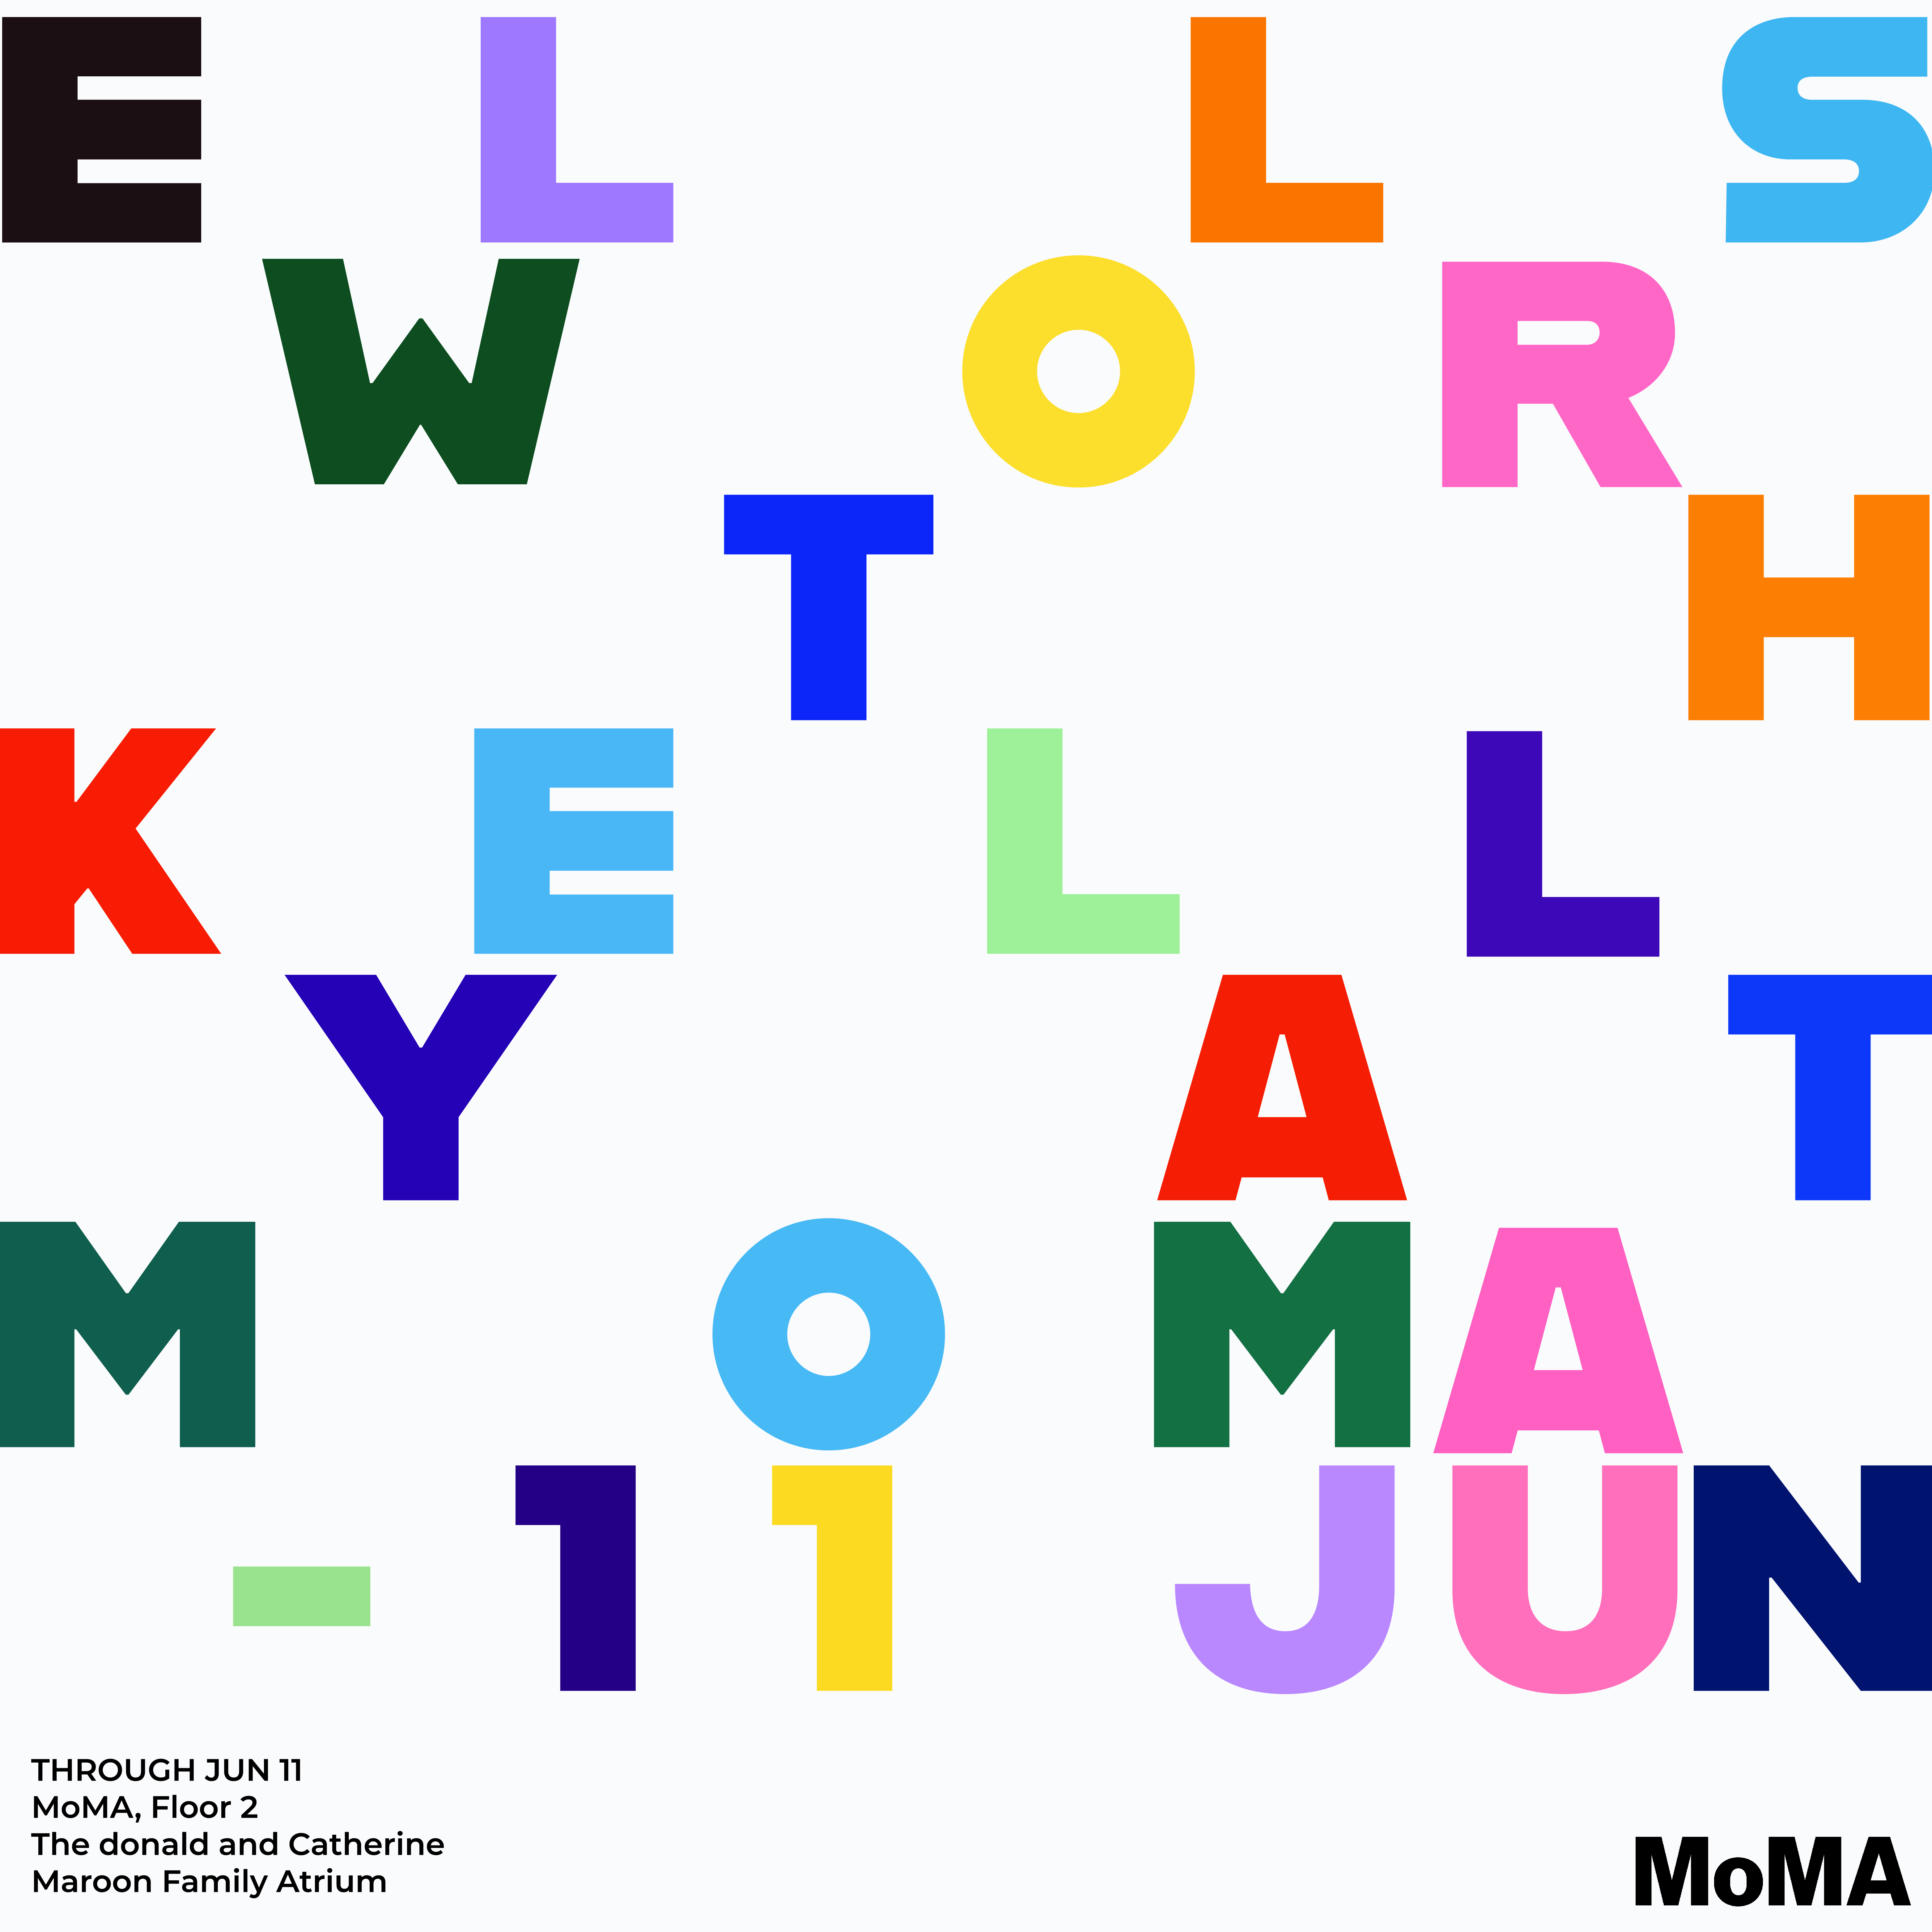 E L L S
W O R
T H
K E L L
Y A T
M O M A
– 1 1 J U N
THROUGH JUN 11
MoMA, Floor 2
The donald and Catherine
Maroon Family Atrium
MoMA